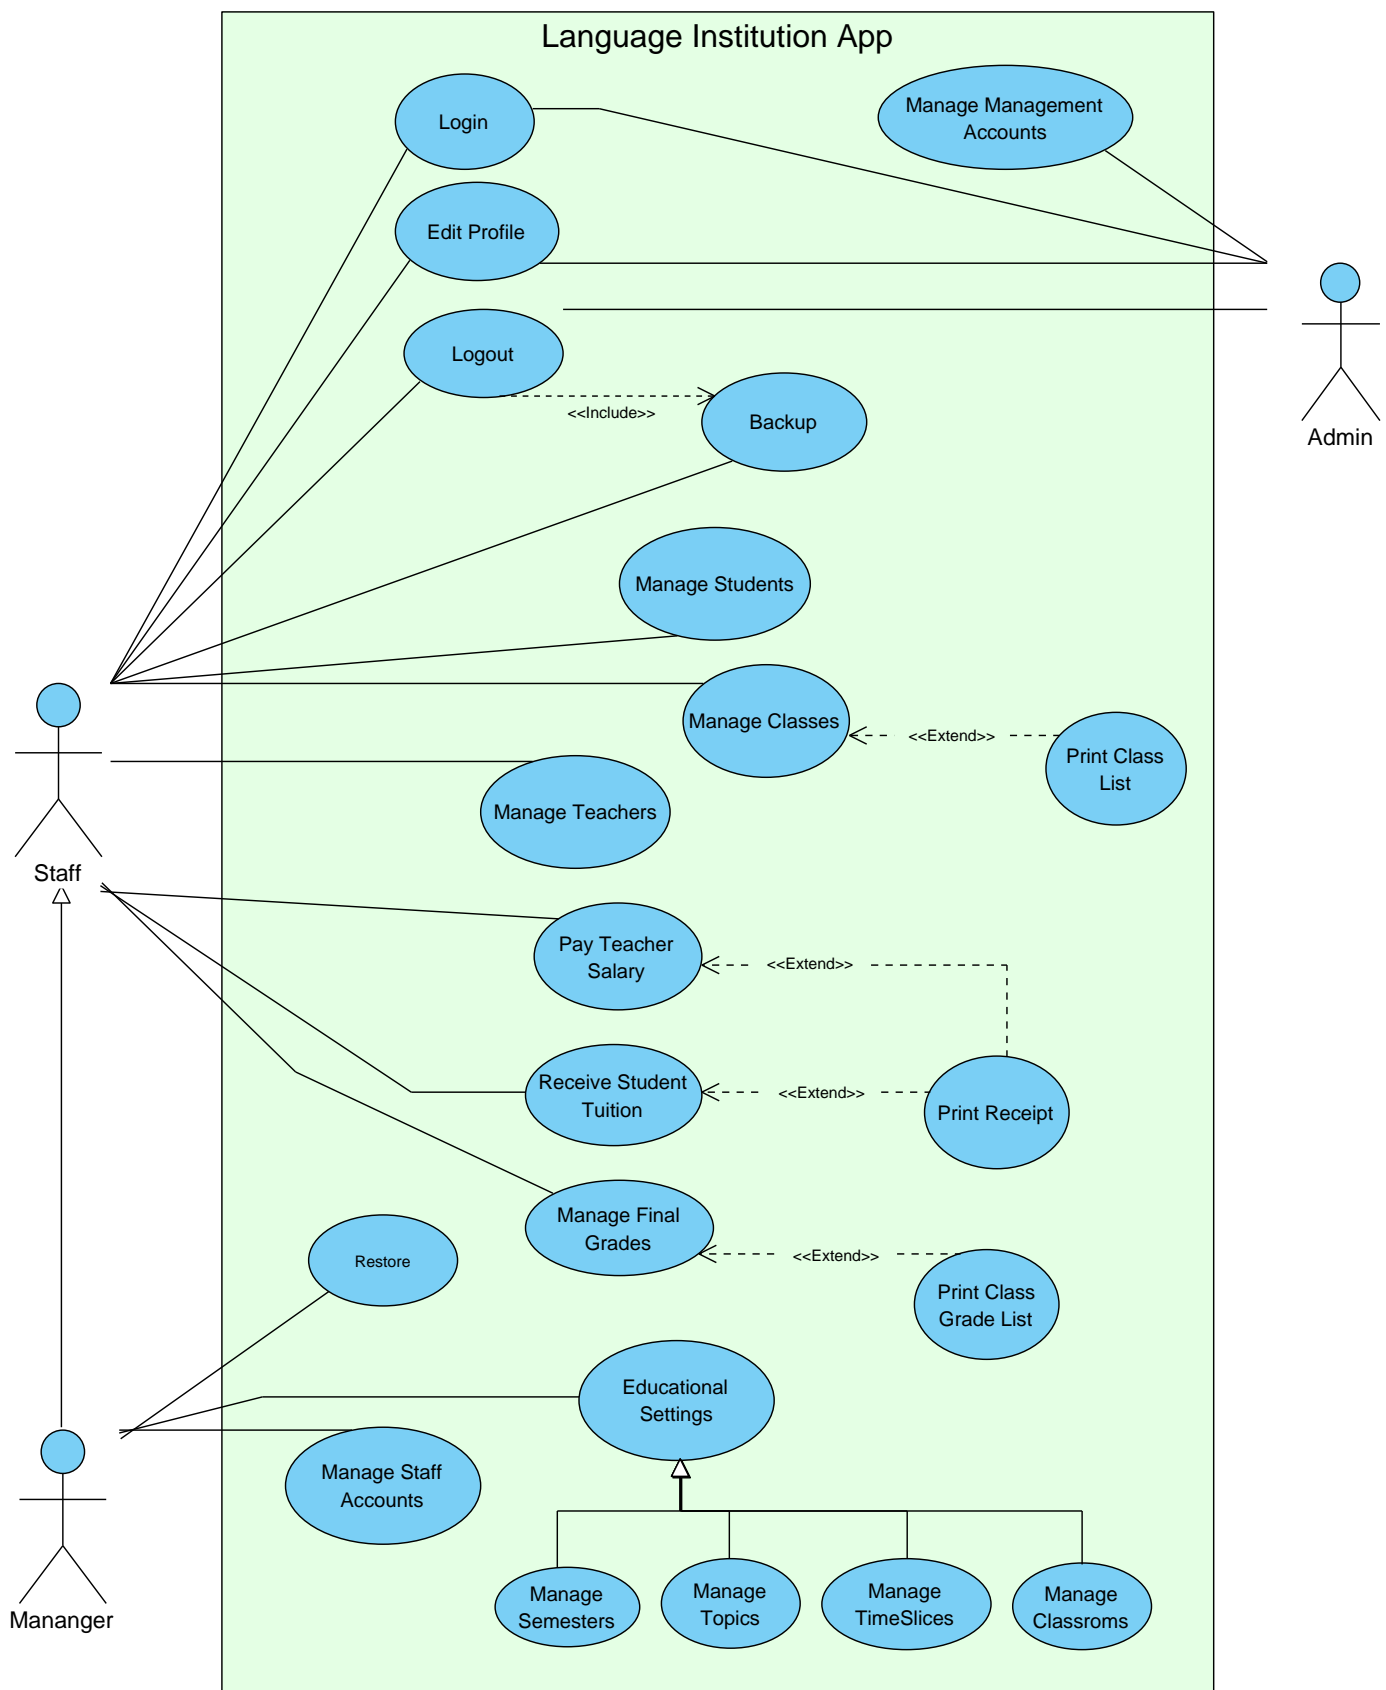 Language Institution App
Login
Manage Management
Accounts
Edit Profile
Logout
<<Include>>
Backup
Admin
Manage Students
Manage Classes
<<Extend>>
Print Class
List
Manage Teachers
Staff
Pay Teacher
Salary
<<Extend>>
Receive Student
Tuition
<<Extend>>
Print Receipt
Manage Final
Grades
<<Extend>>
Restore
Print Class
Grade List
Educational
Settings
Manage Staff
Accounts
Mananger
Manage
Semesters
Manage
Topics
Manage
TimeSlices
Manage
Classroms